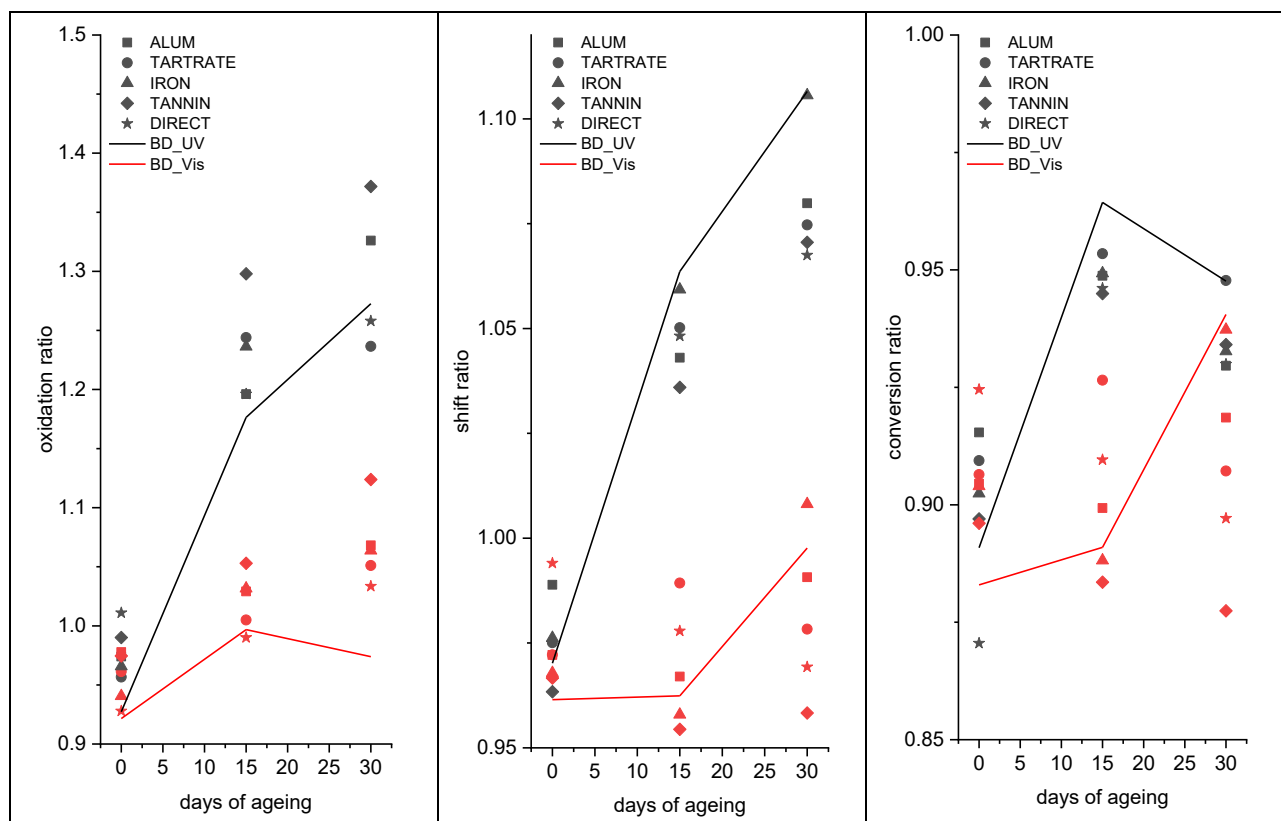 1.5
1.4
1.3
1.2
1.1
1.0
0.9
oxidation ratio
ALUM
TARTRATE
IRON
TANNIN
DIRECT
BD_UV
BD_Vis
0 5 10 15 20 25 30
days of ageing
1.10
1.05
1.00
0.95
shift ratio
ALUM
TARTRATE
IRON
TANNIN
DIRECT
BD_UV
BD_Vis
0 5 10 15 20 25 30
days of ageing
1.00
0.95
0.90
0.85
conversion ratio
ALUM
TARTRATE
IRON
TANNIN
DIRECT
BD_UV
BD_Vis
0 5 10 15 20 25 30
days of ageing